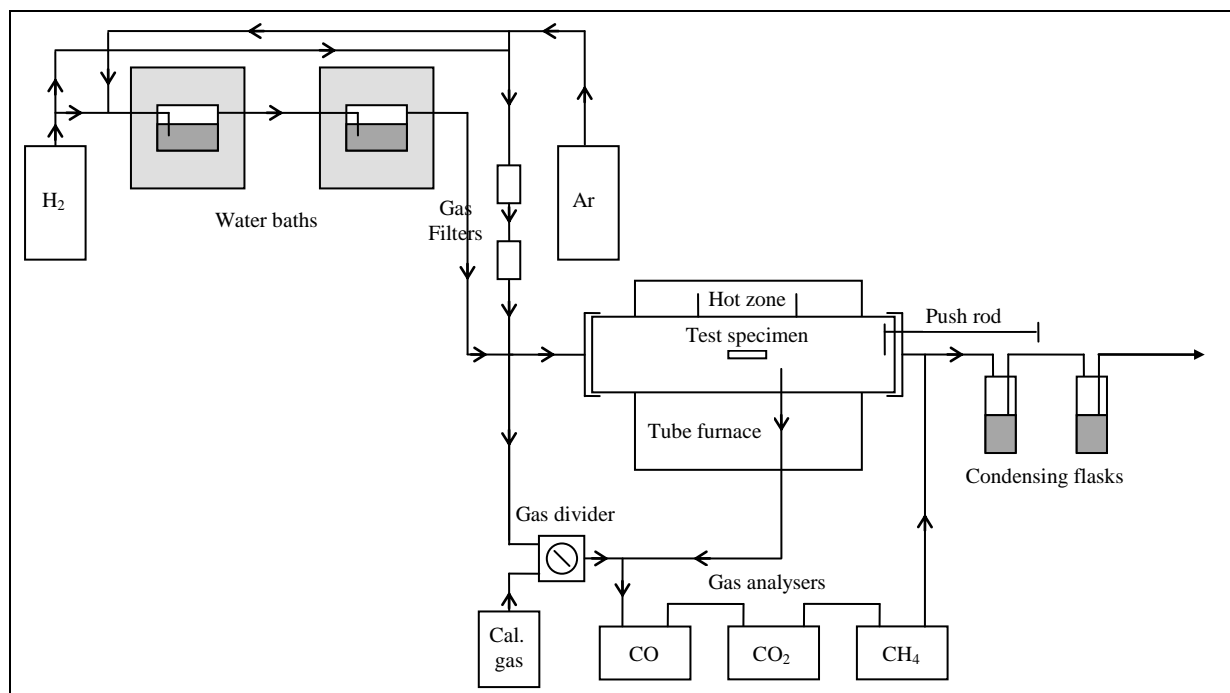 H2
Water baths
Gas
Filters
Ar
Hot zone
Test specimen
Push rod
Tube furnace
Condensing flasks
Gas divider
Gas analysers
Cal.
gas
CO
CO2
CH4